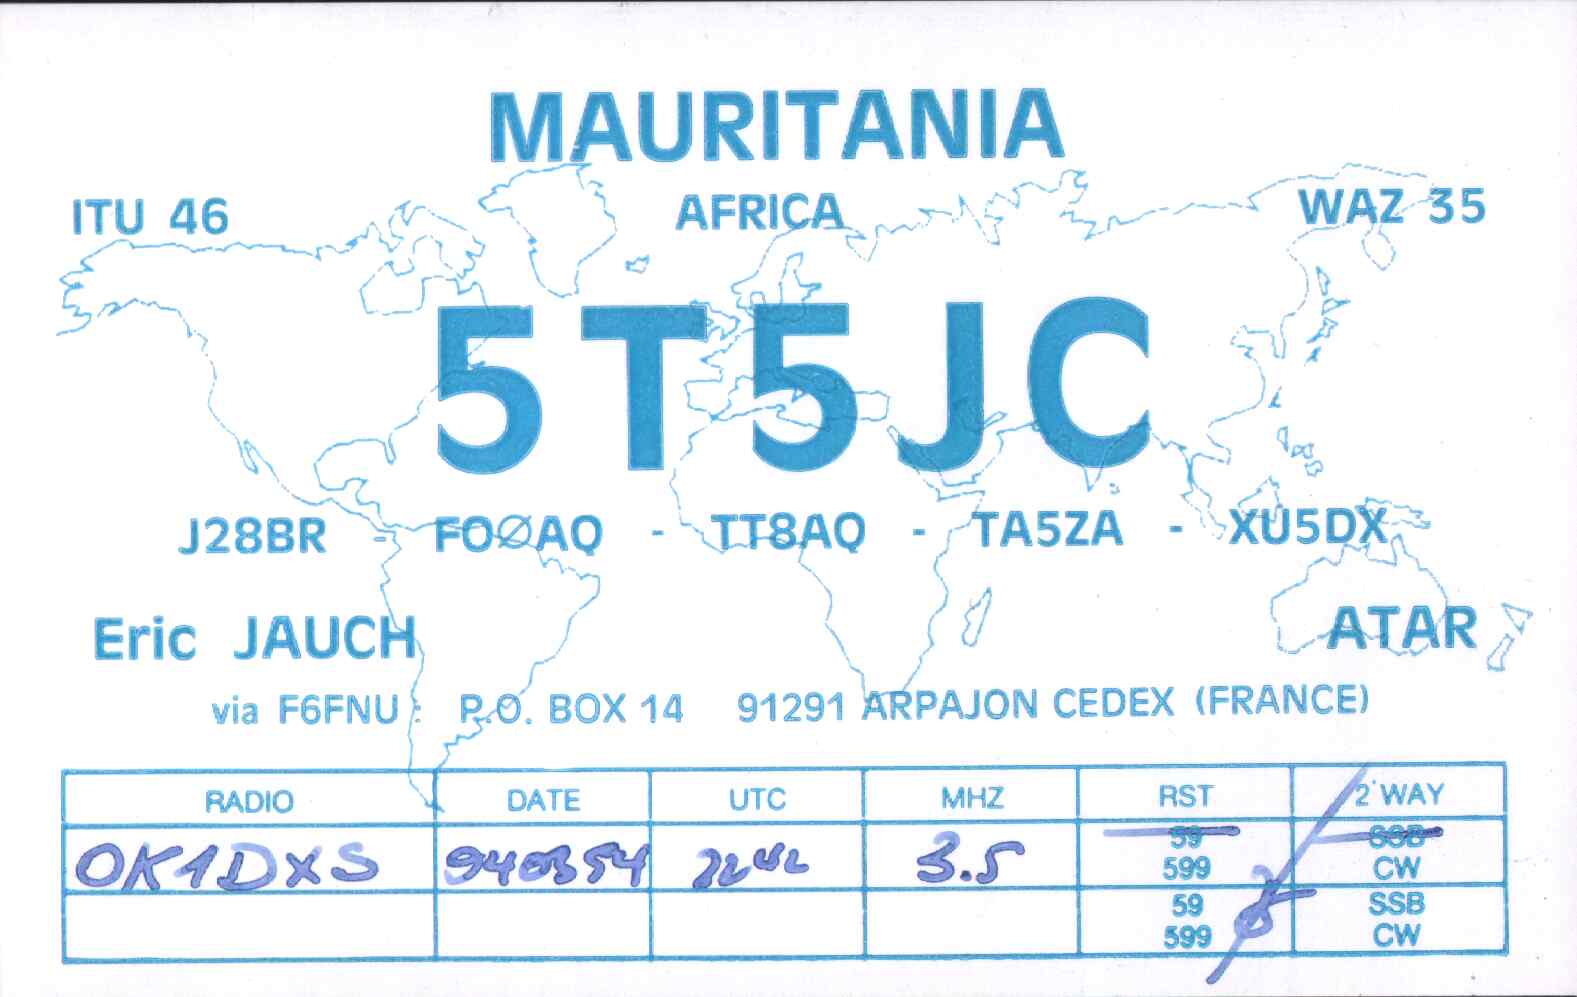 MAURITANIA
ITU 46 AFRICA WAZ 35
5T5JC
J28BR - FOØAQ - TT8AQ - TA5ZA - XU5DX
Eric JAUCH ATAR
via F6FNU : P.O. BOX 14 91291 ARPAJON CEDEX (FRANCE)
RADIO DATE UTC MHZ RST 2'WAY
59 SSB
OK1DXS 3.5 599 CW
59 SSB
599 CW